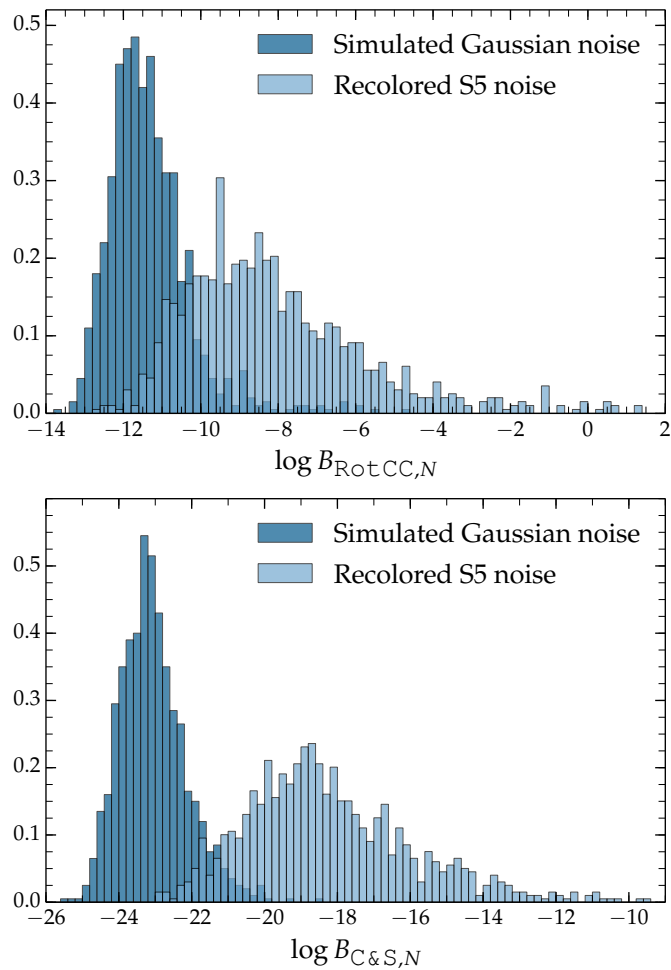 0.5
0.4
0.3
0.2
0.1
0.0
Simulated Gaussian noise
Recolored S5 noise
−14 −12 −10 −8 −6 −4 −2 0 2
log B_RotCC,N
0.5
0.4
0.3
0.2
0.1
0.0
Simulated Gaussian noise
Recolored S5 noise
−26 −24 −22 −20 −18 −16 −14 −12 −10
log B_C&S,N